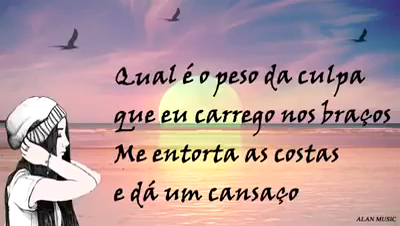 Qual é o peso da culpa
que eu carrego nos braços
Me entorta as costas
e dá um cansaço
ALAN MUSIC